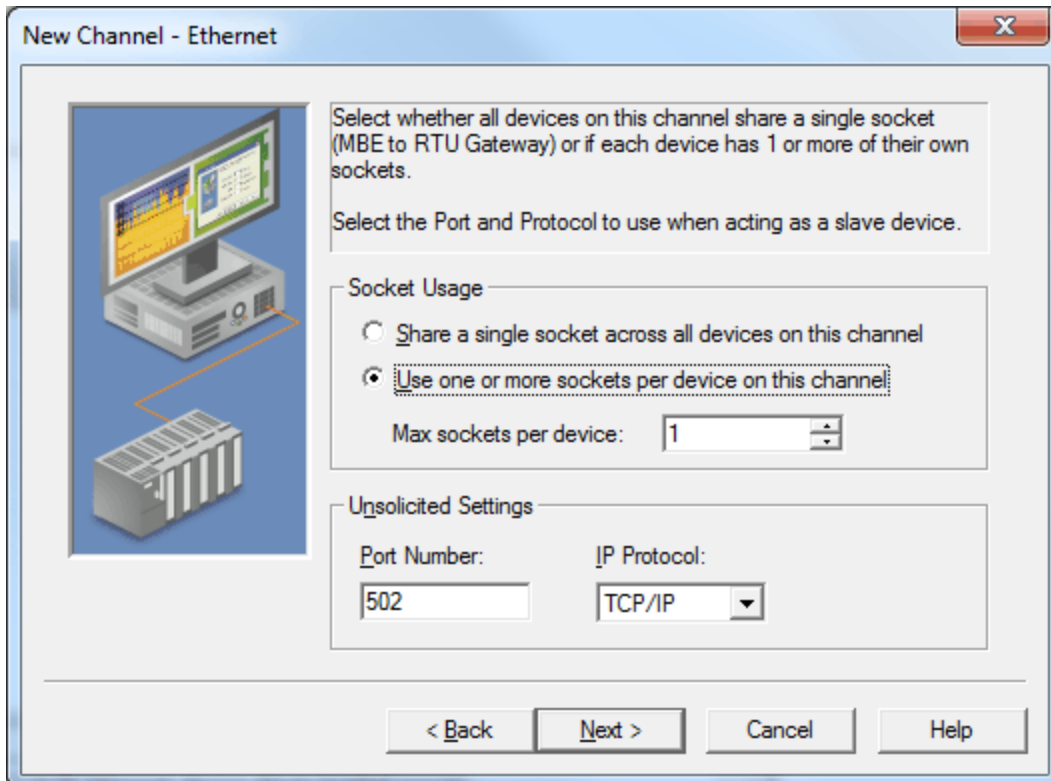 New Channel - Ethernet
Select whether all devices on this channel share a single socket
(MBE to RTU Gateway) or if each device has 1 or more of their own
sockets.
Select the Port and Protocol to use when acting as a slave device.
Socket Usage
Share a single socket across all devices on this channel
Use one or more sockets per device on this channel
Max sockets per device: 1
Unsolicited Settings
Port Number: IP Protocol:
502 TCP/IP
< Back Next > Cancel Help